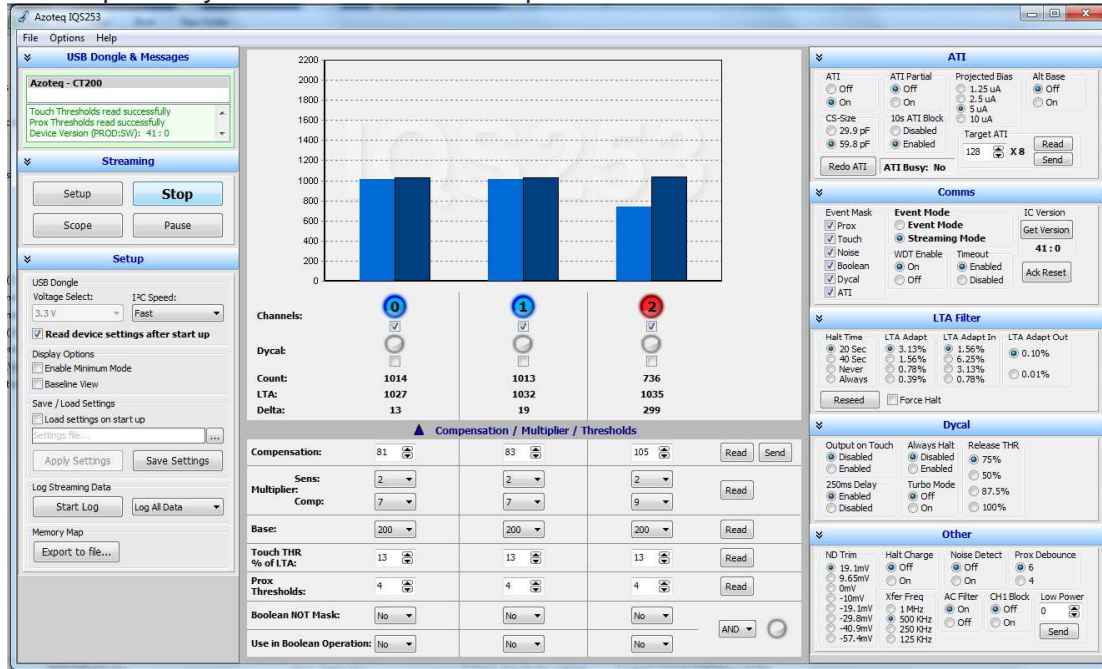 Azoteq IQS253
File Options Help
USB Dongle & Messages
Azoteq - CT200
Touch Thresholds read successfully
Prox Thresholds read successfully
Device Version (PROD:SW): 41 : 0
Streaming
Setup Stop
Scope Pause
Setup
USB Dongle
Voltage Select: I²C Speed:
3.3 V Fast
Read device settings after start up
Display Options
Enable Minimum Mode
Baseline View
Save / Load Settings
Load settings on start up
Settings file... ...
Apply Settings Save Settings
Log Streaming Data
Start Log Log All Data
Memory Map
Export to file...
IQS253
2200
2000
1800
1600
1400
1200
1000
800
600
400
200
0
Channels: 0 1 2
Dycal:
Count: 1014 1013 736
LTA: 1027 1032 1035
Delta: 13 19 299
Compensation / Multiplier / Thresholds
Compensation: 81 83 105 Read Send
Sens: 2 2 2
Multiplier: Read
Comp: 7 7 9
Base: 200 200 200 Read
Touch THR
% of LTA: 13 13 13 Read
Prox
Thresholds: 4 4 4 Read
Boolean NOT Mask: No No No
AND
Use in Boolean Operation: No No No
ATI
ATI ATI Partial Projected Bias Alt Base
Off Off 1.25 uA Off
On On 2.5 uA On
5 uA
10 uA
CS-Size 10s ATI Block Target ATI
29.9 pF Disabled
59.8 pF Enabled 128 X 8 Read
Send
Redo ATI ATI Busy: No
Comms
Event Mask Event Mode IC Version
Prox Event Mode Get Version
Touch Streaming Mode 41 : 0
Noise WDT Enable Timeout
Boolean On Enabled Ack Reset
Dycal Off Disabled
ATI
LTA Filter
Halt Time LTA Adapt LTA Adapt In LTA Adapt Out
20 Sec 3.13% 1.56% 0.10%
40 Sec 1.56% 6.25%
Never 0.78% 3.13% 0.01%
Always 0.39% 0.78%
Reseed Force Halt
Dycal
Output on Touch Always Halt Release THR
Disabled Disabl 75%
Enabled Enabl 50%
250ms Delay Turbo Mode 87.5%
Enabled Off 100%
Disabled On
Other
ND Trim Halt Charge Noise Detect Prox Debounce
19.1mV Off Off 6
9.65mV On On 4
0mV
-10mV Xfer Freq AC Filter CH1 Block Low Power
-19.1mV 1 MHz On Off 0
-29.8mV 500 KHz Off On
-40.9mV 250 KHz Send
-57.4mV 125 KHz